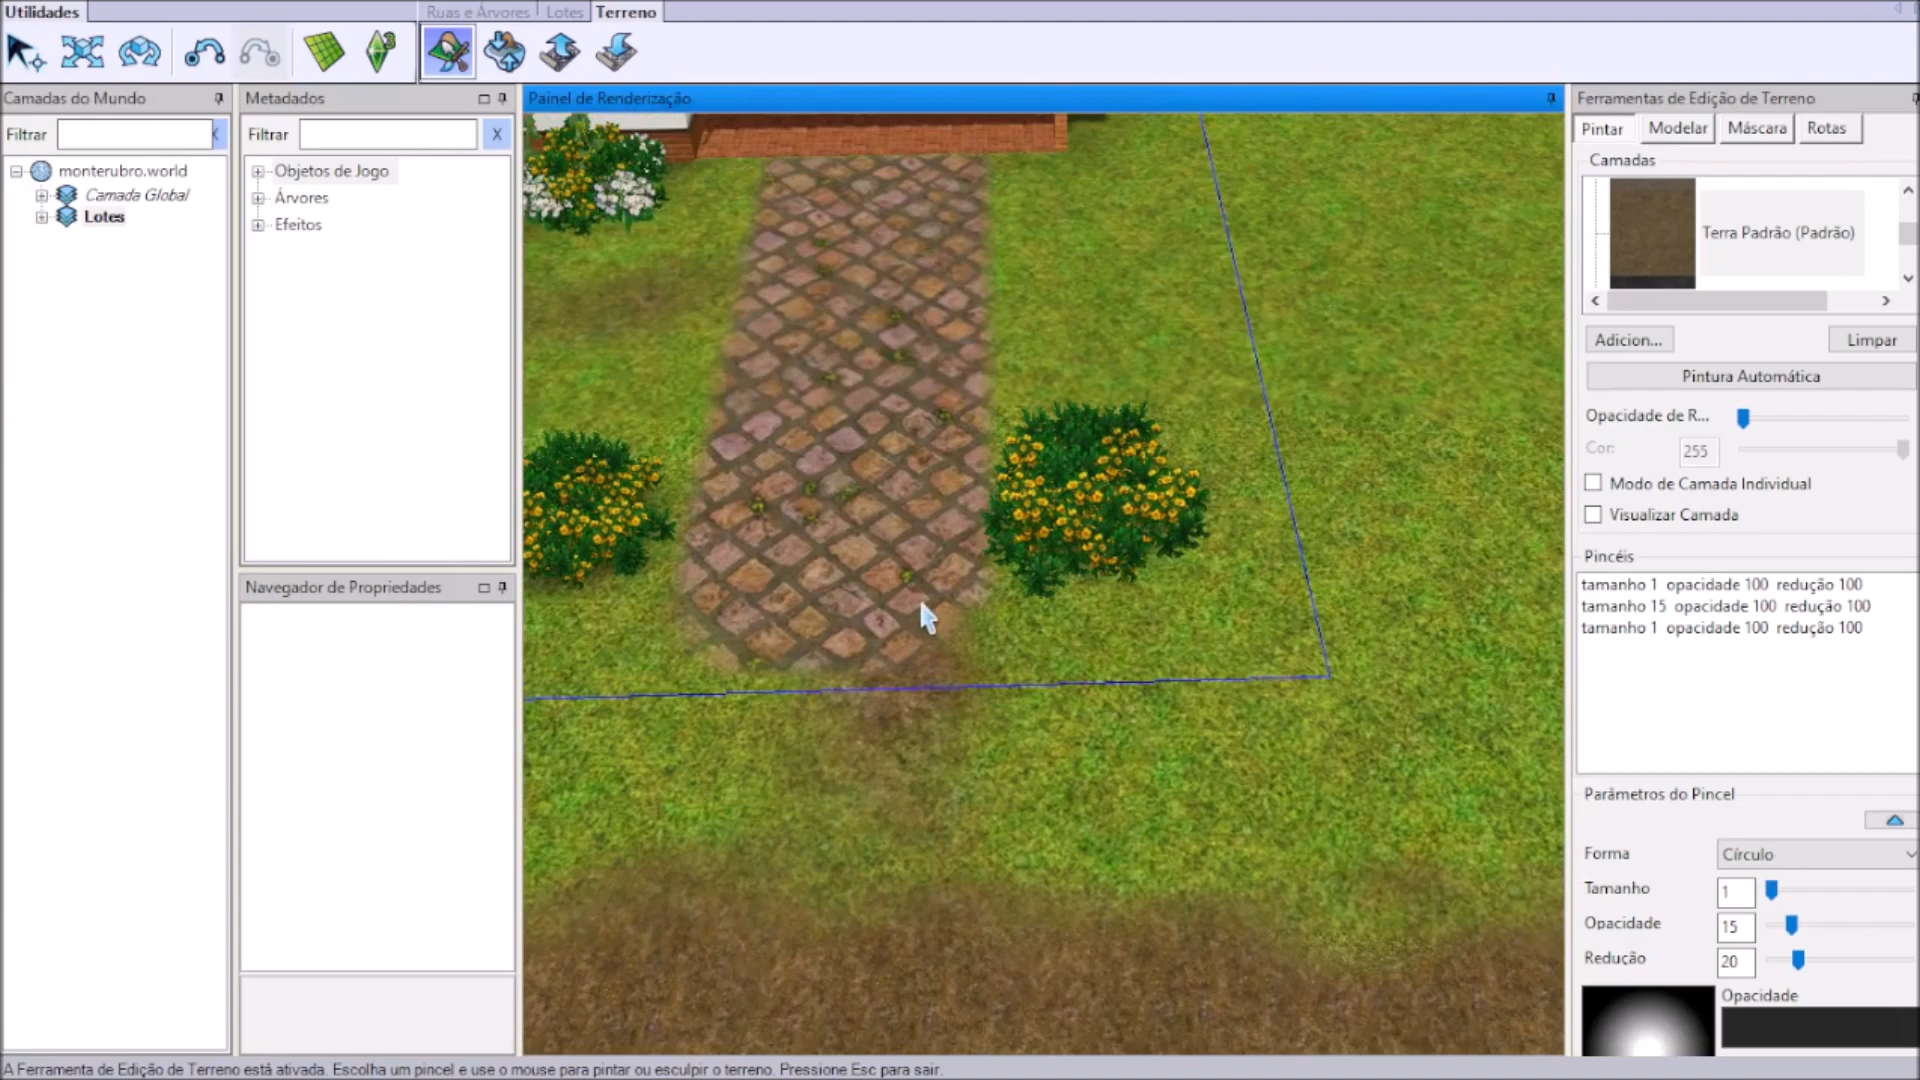 Utilidades
Ruas e Árvores
Lotes
Terreno
Camadas do Mundo
Filtrar
monterubro.world
Camada Global
Lotes
Metadados
Filtrar
X
Objetos de Jogo
Árvores
Efeitos
Navegador de Propriedades
Painel de Renderização
Ferramentas de Edição de Terreno
Pintar
Modelar
Máscara
Rotas
Camadas
Terra Padrão (Padrão)
Adicion...
Limpar
Pintura Automática
Opacidade de R...
Cor:
255
Modo de Camada Individual
Visualizar Camada
Pincéis
tamanho 1 opacidade 100 redução 100
tamanho 15 opacidade 100 redução 100
tamanho 1 opacidade 100 redução 100
Parâmetros do Pincel
Forma
Círculo
Tamanho
1
Opacidade
15
Redução
20
Opacidade
A Ferramenta de Edição de Terreno está ativada. Escolha um pincel e use o mouse para pintar ou esculpir o terreno. Pressione Esc para sair.